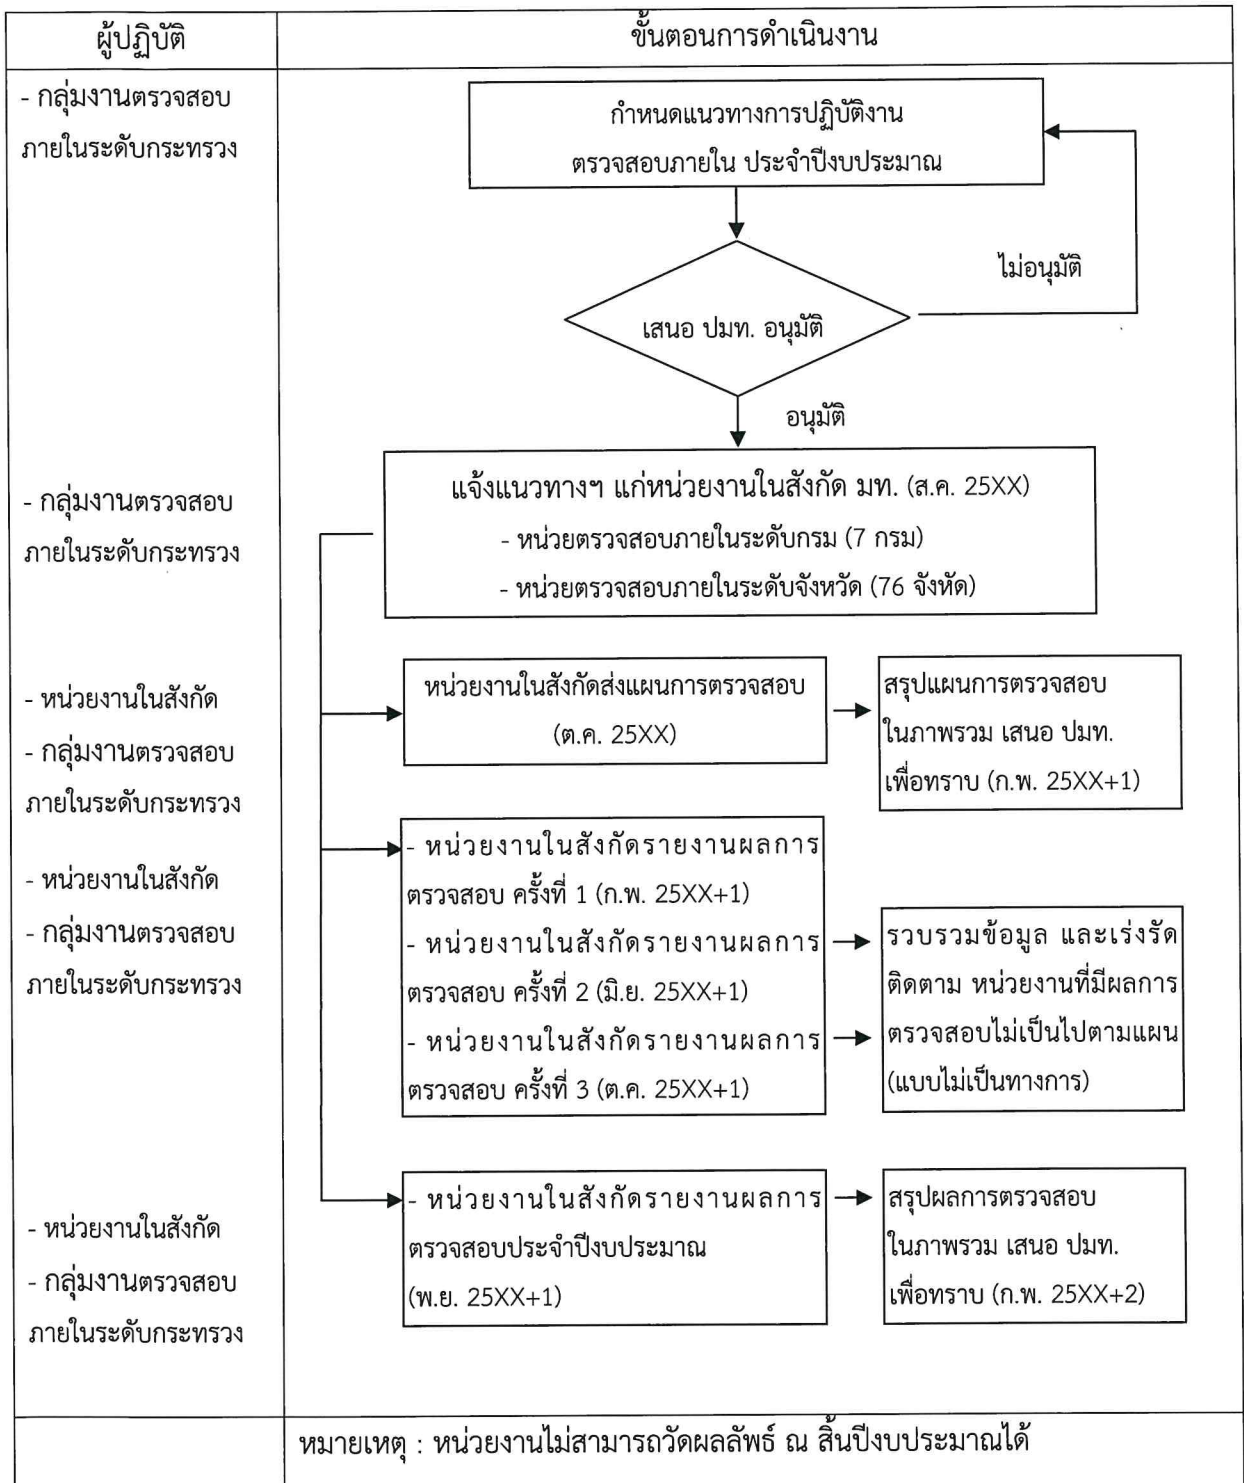 ผู้ปฏิบัติ
ขั้นตอนการดำเนินงาน
- กลุ่มงานตรวจสอบ
ภายในระดับกระทรวง
กำหนดแนวทางการปฏิบัติงาน
ตรวจสอบภายใน ประจำปีงบประมาณ
ไม่อนุมัติ
เสนอ ปมท. อนุมัติ
อนุมัติ
- กลุ่มงานตรวจสอบ
ภายในระดับกระทรวง
แจ้งแนวทางฯ แก่หน่วยงานในสังกัด มท. (ส.ค. 25XX)
- หน่วยตรวจสอบภายในระดับกรม (7 กรม)
- หน่วยตรวจสอบภายในระดับจังหวัด (76 จังหัด)
- หน่วยงานในสังกัด
- กลุ่มงานตรวจสอบ
ภายในระดับกระทรวง
หน่วยงานในสังกัดส่งแผนการตรวจสอบ
(ต.ค. 25XX)
สรุปแผนการตรวจสอบ
ในภาพรวม เสนอ ปมท.
เพื่อทราบ (ก.พ. 25XX+1)
- หน่วยงานในสังกัด
- กลุ่มงานตรวจสอบ
ภายในระดับกระทรวง
- หน่วยงานในสังกัดรายงานผลการ
ตรวจสอบ ครั้งที่ 1 (ก.พ. 25XX+1)
- หน่วยงานในสังกัดรายงานผลการ
ตรวจสอบ ครั้งที่ 2 (มิ.ย. 25XX+1)
- หน่วยงานในสังกัดรายงานผลการ
ตรวจสอบ ครั้งที่ 3 (ต.ค. 25XX+1)
รวบรวมข้อมูล และเร่งรัด
ติดตาม หน่วยงานที่มีผลการ
ตรวจสอบไม่เป็นไปตามแผน
(แบบไม่เป็นทางการ)
- หน่วยงานในสังกัด
- กลุ่มงานตรวจสอบ
ภายในระดับกระทรวง
- หน่วยงานในสังกัดรายงานผลการ
ตรวจสอบประจำปีงบประมาณ
(พ.ย. 25XX+1)
สรุปผลการตรวจสอบ
ในภาพรวม เสนอ ปมท.
เพื่อทราบ (ก.พ. 25XX+2)
หมายเหตุ : หน่วยงานไม่สามารถวัดผลลัพธ์ ณ สิ้นปีงบประมาณได้